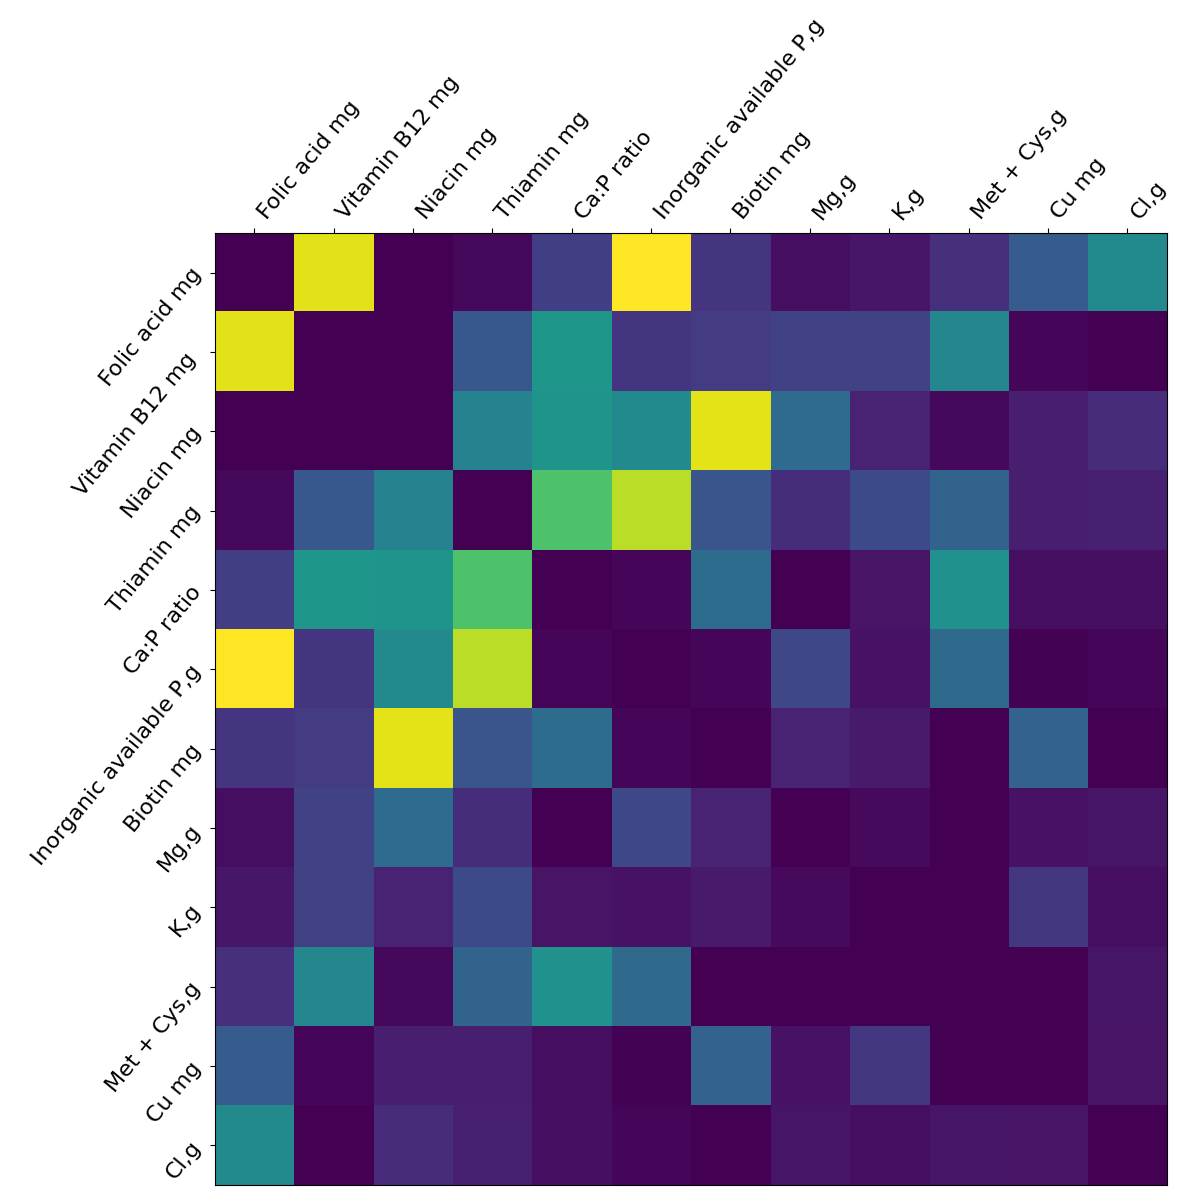 Folic acid mg
Vitamin B12 mg
Niacin mg
Thiamin mg
Ca:P ratio
Inorganic available P,g
Biotin mg
Mg,g
K,g
Met + Cys,g
Cu mg
Cl,g
Folic acid mg
Vitamin B12 mg
Niacin mg
Thiamin mg
Ca:P ratio
Inorganic available P,g
Biotin mg
Mg,g
K,g
Met + Cys,g
Cu mg
Cl,g